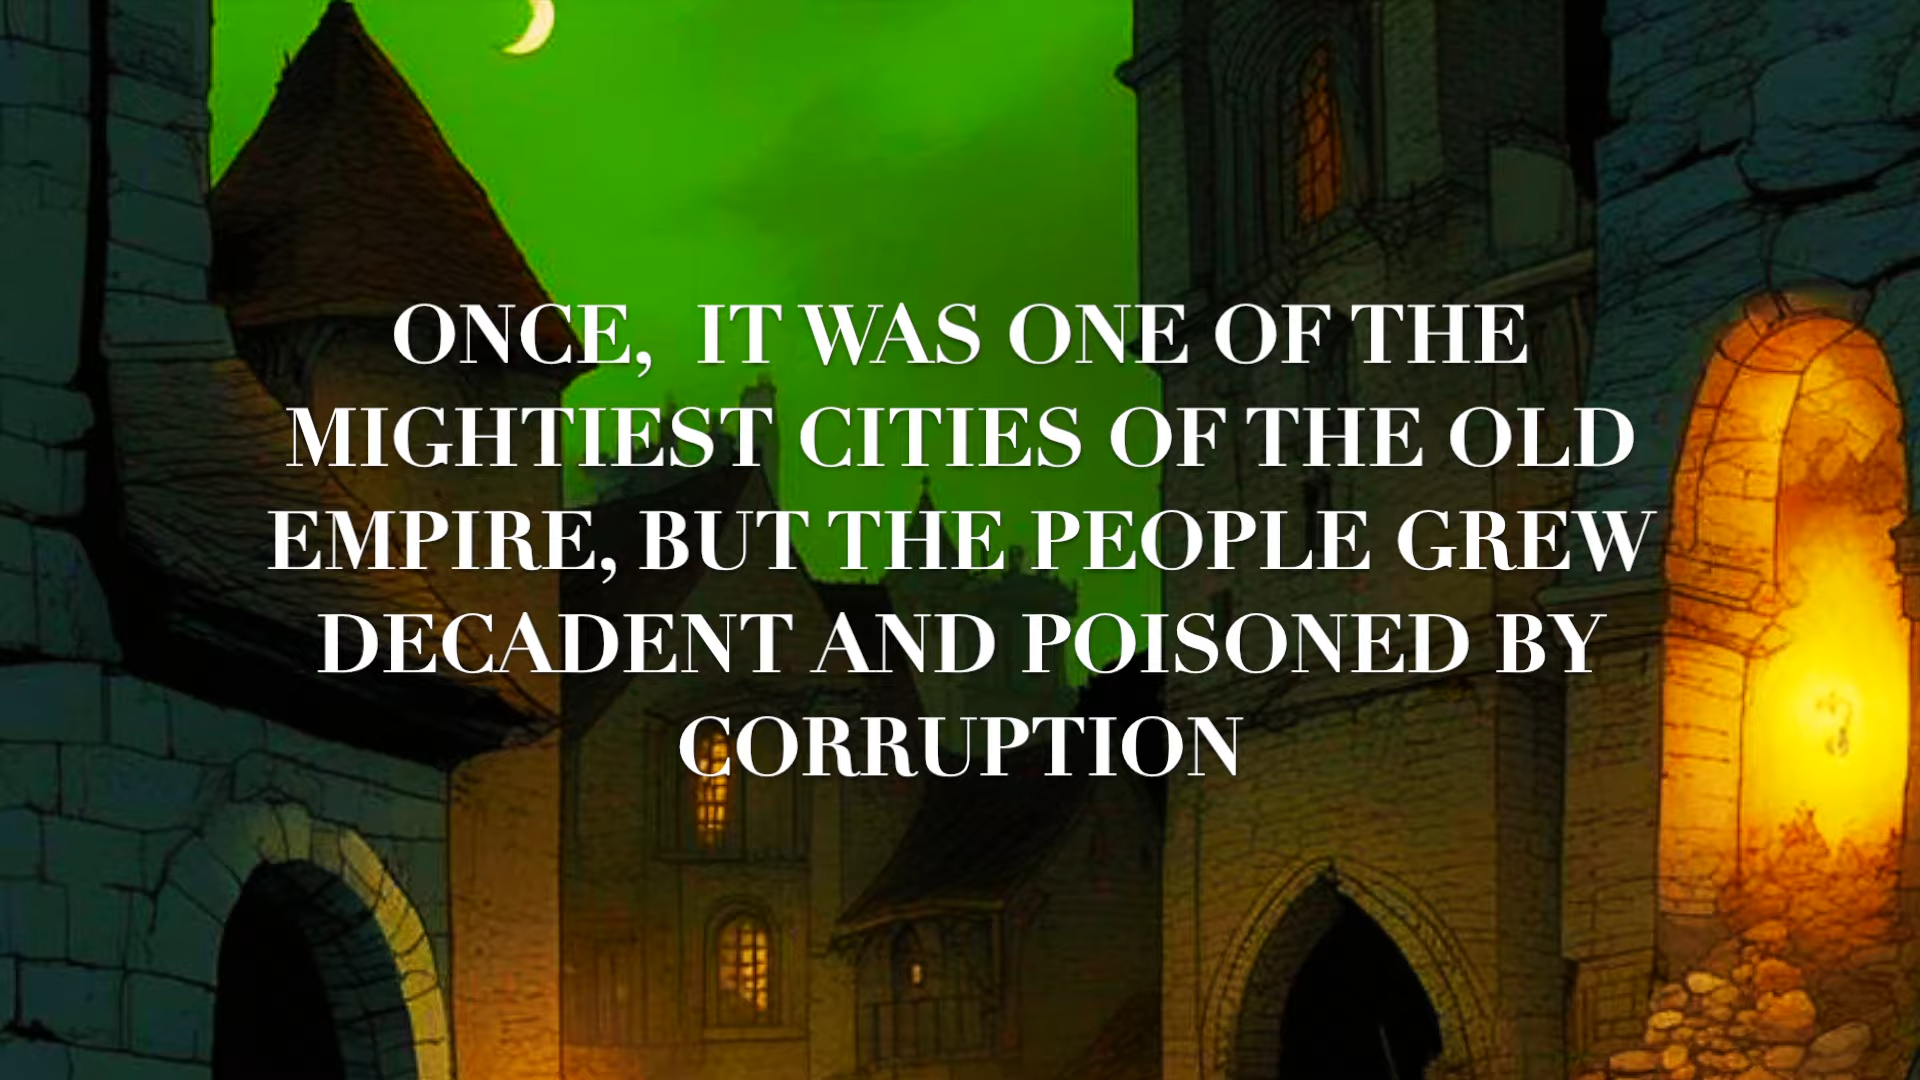 ONCE,  IT WAS ONE OF THE
MIGHTIEST CITIES OF THE OLD
EMPIRE, BUT THE PEOPLE GREW
DECADENT AND POISONED BY
CORRUPTION